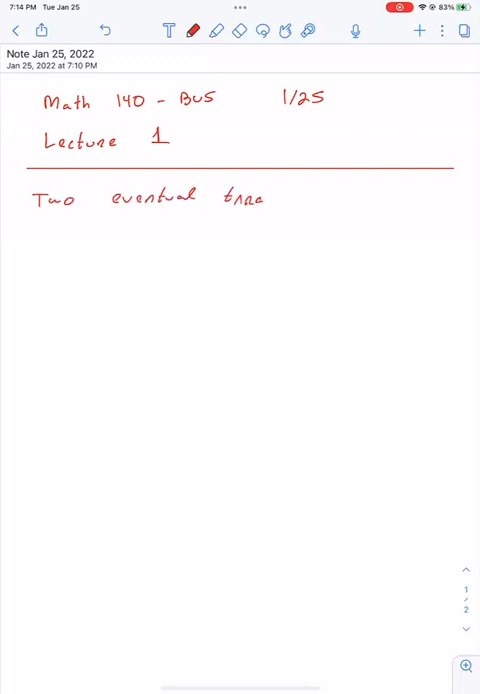 7:14 PM Tue Jan 25
83%
Note Jan 25, 2022
Jan 25, 2022 at 7:10 PM
Math 140 - BUS 1/25
Lecture 1
Two eventual
1
/
2